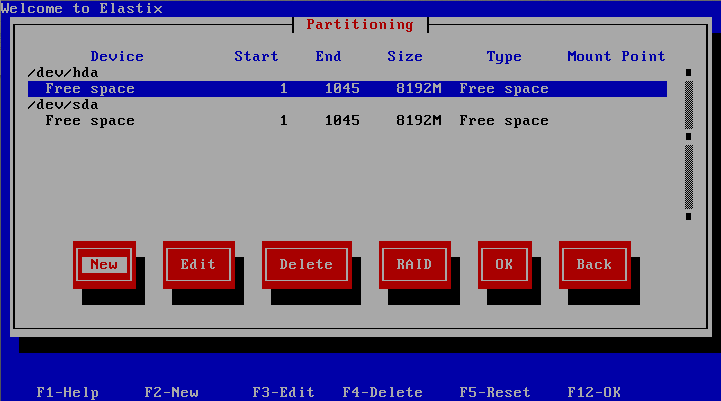 Welcome to Elastix
Partitioning
Device Start End Size Type Mount Point
/dev/hda
Free space 1 1045 8192M Free space
/dev/sda
Free space 1 1045 8192M Free space
New Edit Delete RAID OK Back
F1-Help F2-New F3-Edit F4-Delete F5-Reset F12-OK